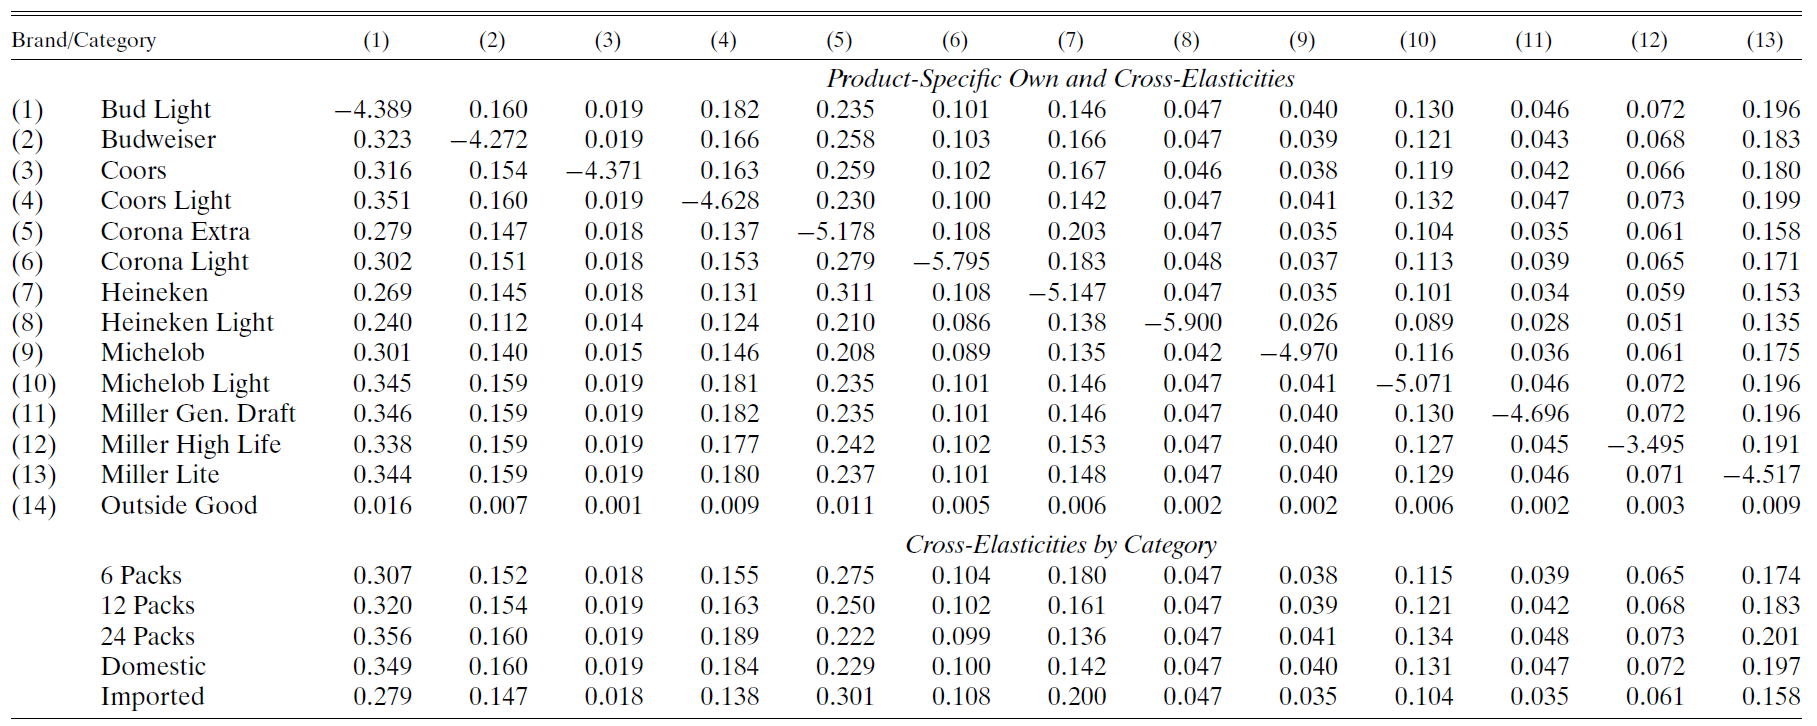 Brand/Category (1) (2) (3) (4) (5) (6) (7) (8) (9) (10) (11) (12) (13)
Product-Specific Own and Cross-Elasticities
(1) Bud Light −4.389 0.160 0.019 0.182 0.235 0.101 0.146 0.047 0.040 0.130 0.046 0.072 0.196
(2) Budweiser 0.323 −4.272 0.019 0.166 0.258 0.103 0.166 0.047 0.039 0.121 0.043 0.068 0.183
(3) Coors 0.316 0.154 −4.371 0.163 0.259 0.102 0.167 0.046 0.038 0.119 0.042 0.066 0.180
(4) Coors Light 0.351 0.160 0.019 −4.628 0.230 0.100 0.142 0.047 0.041 0.132 0.047 0.073 0.199
(5) Corona Extra 0.279 0.147 0.018 0.137 −5.178 0.108 0.203 0.047 0.035 0.104 0.035 0.061 0.158
(6) Corona Light 0.302 0.151 0.018 0.153 0.279 −5.795 0.183 0.048 0.037 0.113 0.039 0.065 0.171
(7) Heineken 0.269 0.145 0.018 0.131 0.311 0.108 −5.147 0.047 0.035 0.101 0.034 0.059 0.153
(8) Heineken Light 0.240 0.112 0.014 0.124 0.210 0.086 0.138 −5.900 0.026 0.089 0.028 0.051 0.135
(9) Michelob 0.301 0.140 0.015 0.146 0.208 0.089 0.135 0.042 −4.970 0.116 0.036 0.061 0.175
(10) Michelob Light 0.345 0.159 0.019 0.181 0.235 0.101 0.146 0.047 0.041 −5.071 0.046 0.072 0.196
(11) Miller Gen. Draft 0.346 0.159 0.019 0.182 0.235 0.101 0.146 0.047 0.040 0.130 −4.696 0.072 0.196
(12) Miller High Life 0.338 0.159 0.019 0.177 0.242 0.102 0.153 0.047 0.040 0.127 0.045 −3.495 0.191
(13) Miller Lite 0.344 0.159 0.019 0.180 0.237 0.101 0.148 0.047 0.040 0.129 0.046 0.071 −4.517
(14) Outside Good 0.016 0.007 0.001 0.009 0.011 0.005 0.006 0.002 0.002 0.006 0.002 0.003 0.009
Cross-Elasticities by Category
6 Packs 0.307 0.152 0.018 0.155 0.275 0.104 0.180 0.047 0.038 0.115 0.039 0.065 0.174
12 Packs 0.320 0.154 0.019 0.163 0.250 0.102 0.161 0.047 0.039 0.121 0.042 0.068 0.183
24 Packs 0.356 0.160 0.019 0.189 0.222 0.099 0.136 0.047 0.041 0.134 0.048 0.073 0.201
Domestic 0.349 0.160 0.019 0.184 0.229 0.100 0.142 0.047 0.040 0.131 0.047 0.072 0.197
Imported 0.279 0.147 0.018 0.138 0.301 0.108 0.200 0.047 0.035 0.104 0.035 0.061 0.158